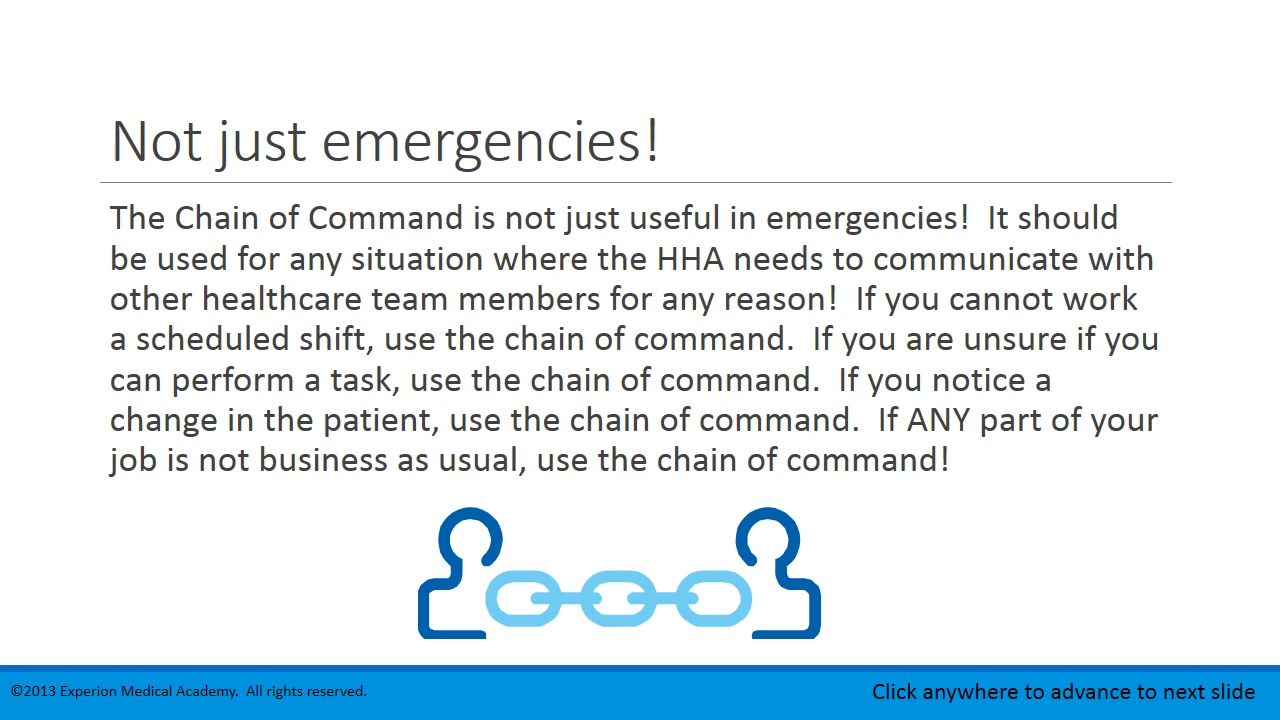 Not just emergencies!
The Chain of Command is not just useful in emergencies!  It should
be used for any situation where the HHA needs to communicate with
other healthcare team members for any reason!  If you cannot work
a scheduled shift, use the chain of command.  If you are unsure if you
can perform a task, use the chain of command.  If you notice a
change in the patient, use the chain of command.  If ANY part of your
job is not business as usual, use the chain of command!
©2013 Experion Medical Academy.  All rights reserved.
Click anywhere to advance to next slide